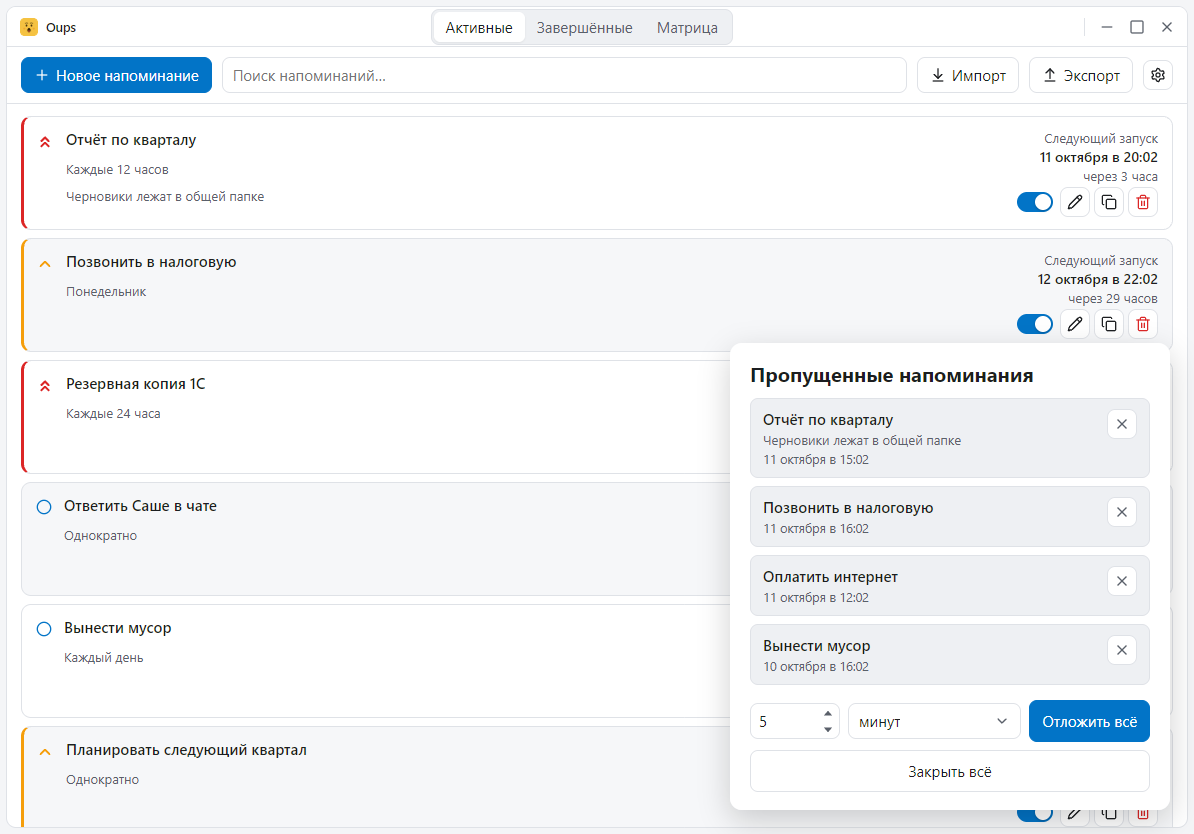 Oups
Активные
Завершённые
Матрица
Новое напоминание
Поиск напоминаний...
Импорт
Экспорт
Отчёт по кварталу
Каждые 12 часов
Черновики лежат в общей папке
Следующий запуск
11 октября в 20:02
через 3 часа
Позвонить в налоговую
Понедельник
Следующий запуск
12 октября в 22:02
через 29 часов
Резервная копия 1С
Каждые 24 часа
Ответить Саше в чате
Однократно
Вынести мусор
Каждый день
Планировать следующий квартал
Однократно
Пропущенные напоминания
Отчёт по кварталу
Черновики лежат в общей папке
11 октября в 15:02
Позвонить в налоговую
11 октября в 16:02
Оплатить интернет
11 октября в 12:02
Вынести мусор
10 октября в 16:02
5
минут
Отложить всё
Закрыть всё